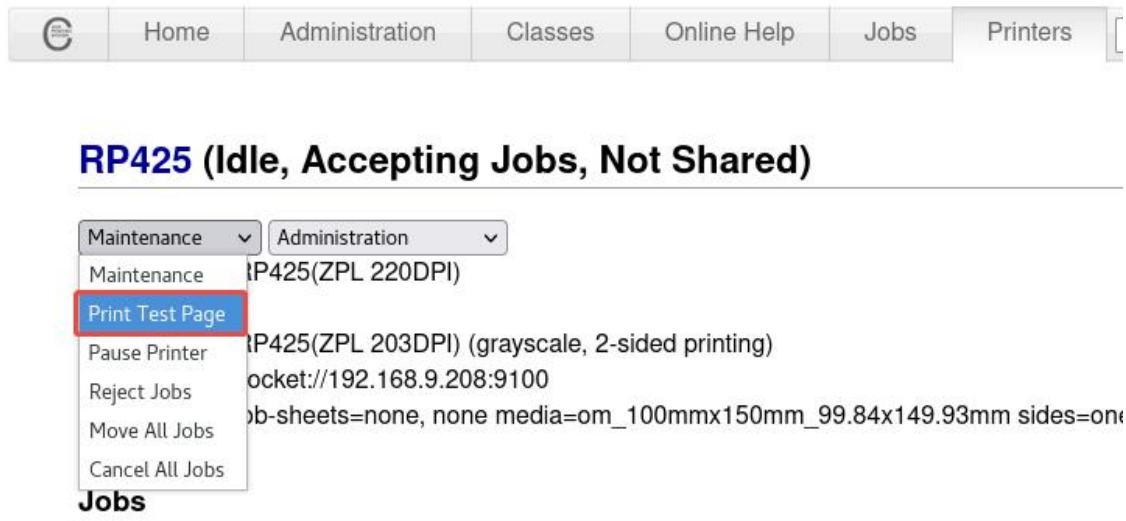 Home Administration Classes Online Help Jobs Printers
RP425 (Idle, Accepting Jobs, Not Shared)
Maintenance Administration
Maintenance
RP425(ZPL 220DPI)
Print Test Page
Pause Printer
RP425(ZPL 203DPI) (grayscale, 2-sided printing)
ocket://192.168.9.208:9100
Reject Jobs
ob-sheets=none, none media=om_100mmx150mm_99.84x149.93mm sides=one
Move All Jobs
Cancel All Jobs
Jobs